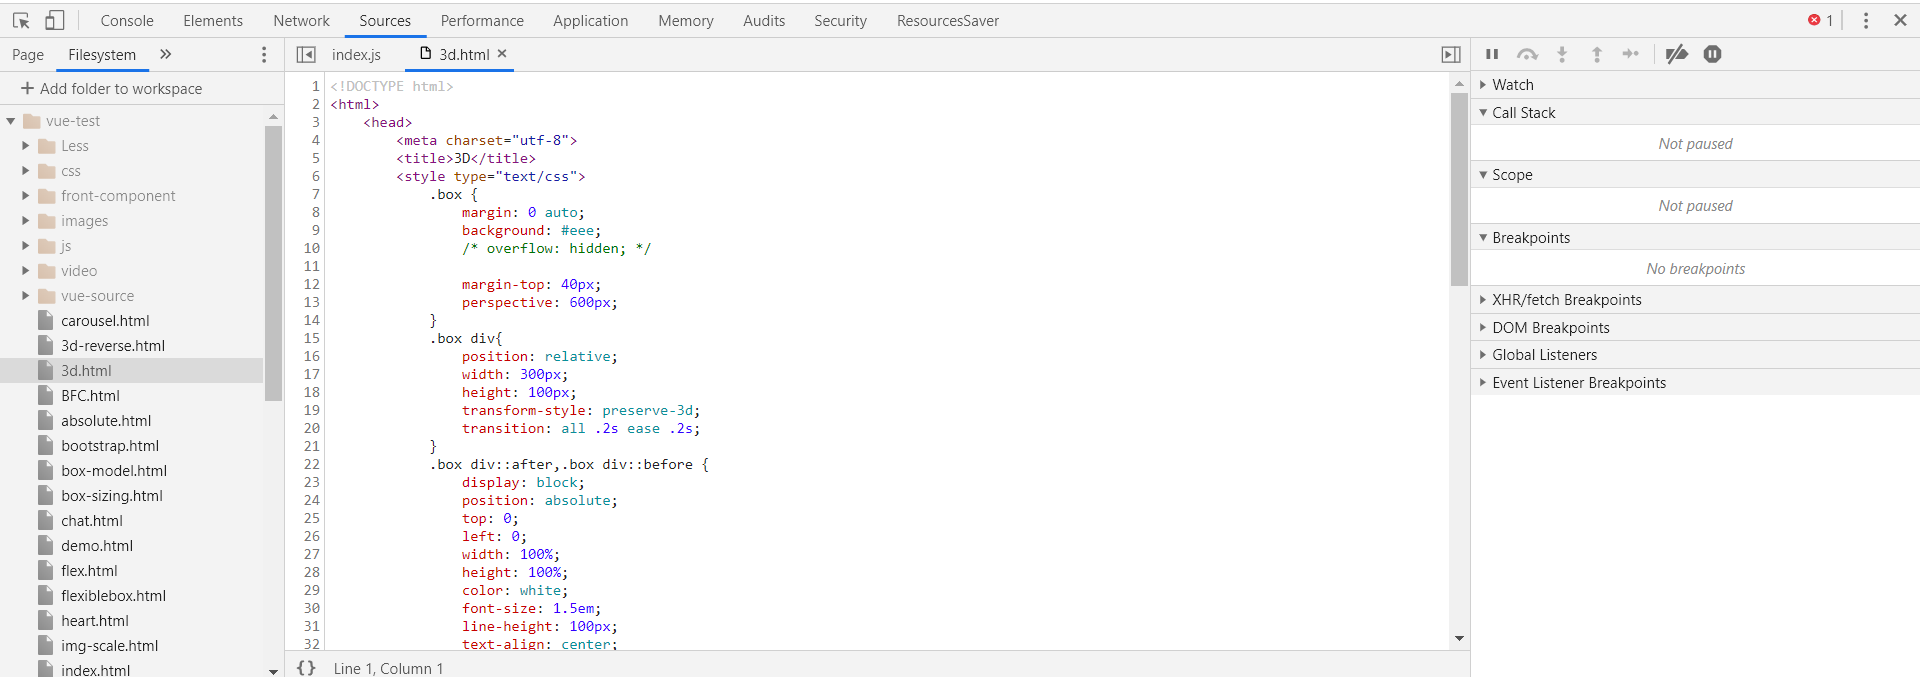 Console Elements Network Sources Performance Application Memory Audits Security ResourcesSaver 1
Page Filesystem
Add folder to workspace
vue-test
Less
css
front-component
images
js
video
vue-source
carousel.html
3d-reverse.html
3d.html
BFC.html
absolute.html
bootstrap.html
box-model.html
box-sizing.html
chat.html
demo.html
flex.html
flexiblebox.html
heart.html
img-scale.html
index.html
index.js 3d.html
1 <!DOCTYPE html>
2 <html>
3 <head>
4 <meta charset="utf-8">
5 <title>3D</title>
6 <style type="text/css">
7 .box {
8 margin: 0 auto;
9 background: #eee;
10 /* overflow: hidden; */
11
12 margin-top: 40px;
13 perspective: 600px;
14 }
15 .box div{
16 position: relative;
17 width: 300px;
18 height: 100px;
19 transform-style: preserve-3d;
20 transition: all .2s ease .2s;
21 }
22 .box div::after,.box div::before {
23 display: block;
24 position: absolute;
25 top: 0;
26 left: 0;
27 width: 100%;
28 height: 100%;
29 color: white;
30 font-size: 1.5em;
31 line-height: 100px;
32 text-align: center;
{} Line 1, Column 1
Watch
Call Stack
Not paused
Scope
Not paused
Breakpoints
No breakpoints
XHR/fetch Breakpoints
DOM Breakpoints
Global Listeners
Event Listener Breakpoints